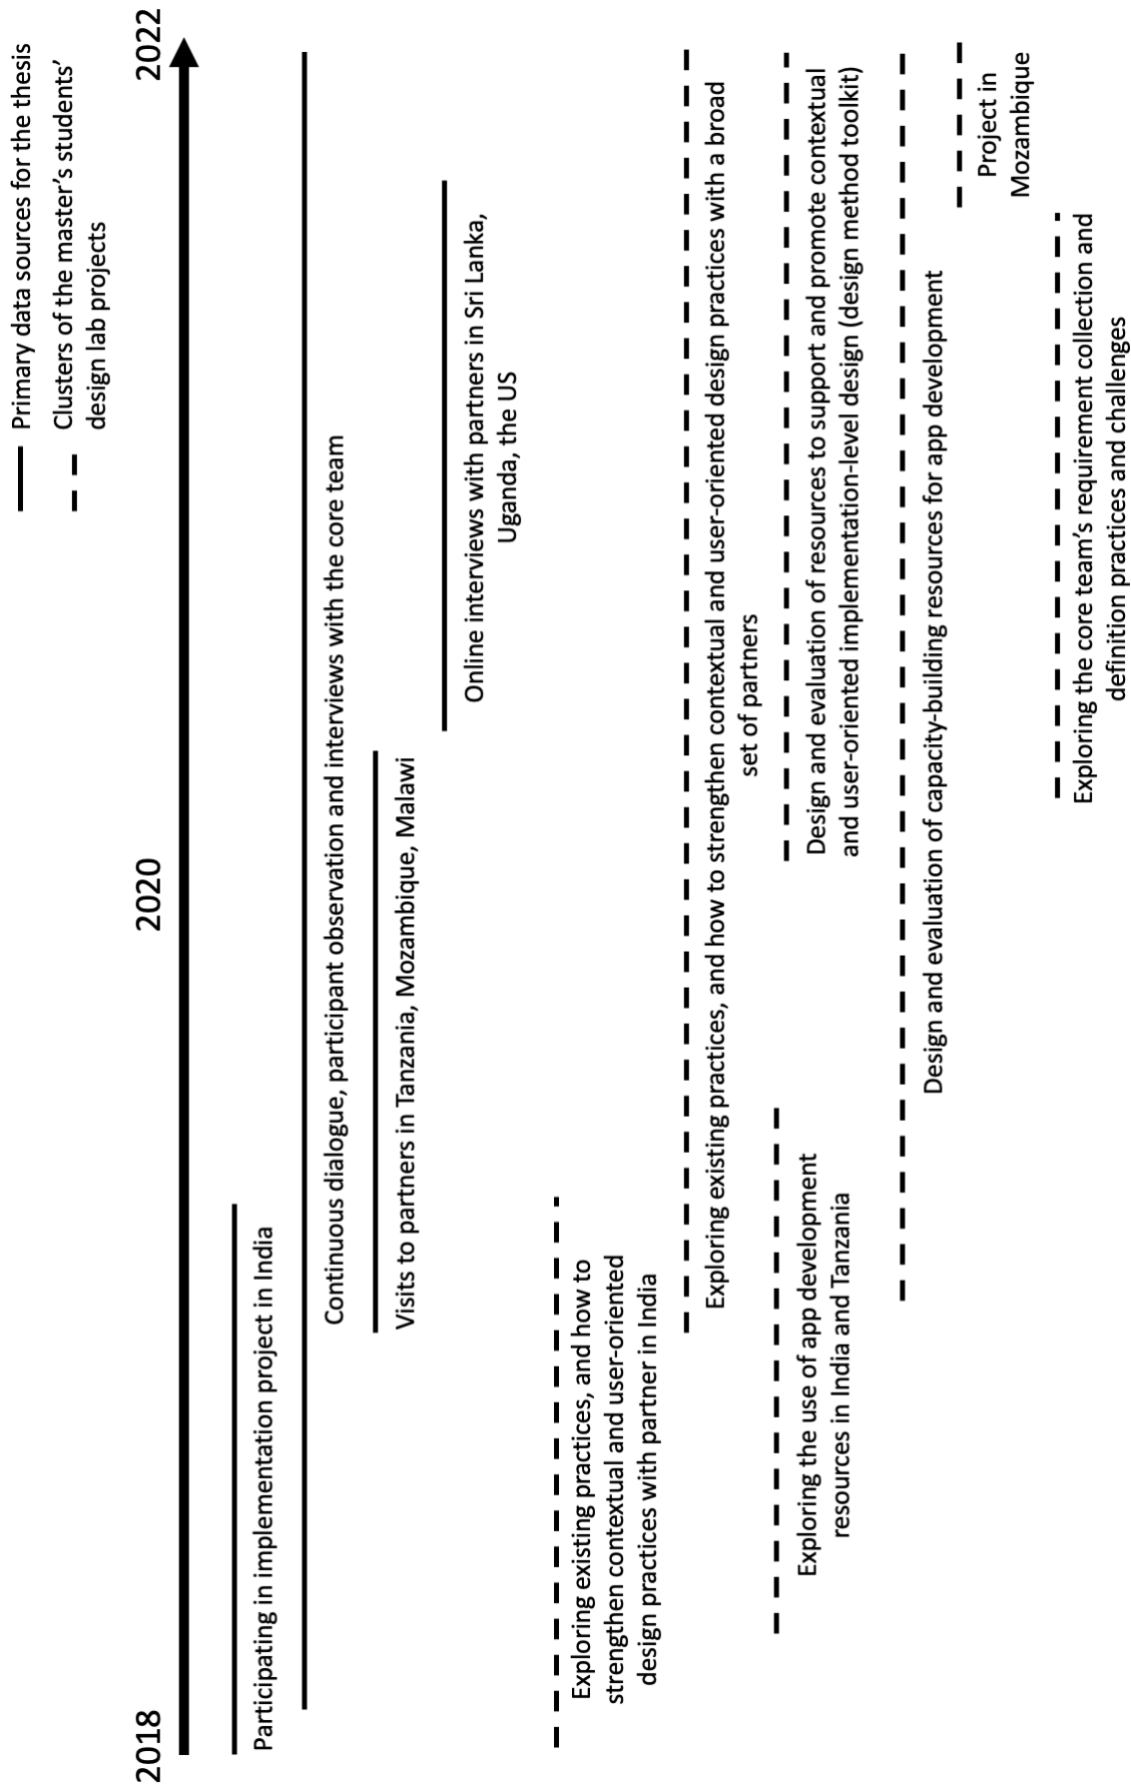 Primary data sources for the thesis
Clusters of the master's students'
design lab projects
2018
2020
2022
Participating in implementation project in India
Continuous dialogue, participant observation and interviews with the core team
Visits to partners in Tanzania, Mozambique, Malawi
Online interviews with partners in Sri Lanka,
Uganda, the US
Exploring existing practices, and how to
strengthen contextual and user-oriented
design practices with partner in India
Exploring existing practices, and how to strengthen contextual and user-oriented design practices with a broad
set of partners
Exploring the use of app development
resources in India and Tanzania
Design and evaluation of resources to support and promote contextual
and user-oriented implementation-level design (design method toolkit)
Design and evaluation of capacity-building resources for app development
Project in
Mozambique
Exploring the core team's requirement collection and
definition practices and challenges